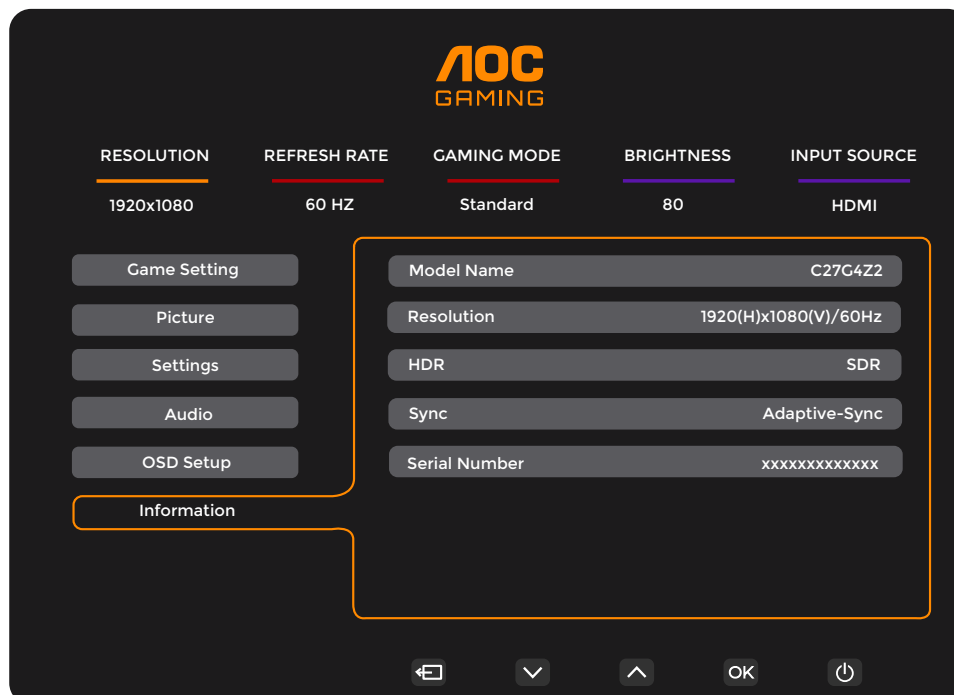 AOC
GAMING
RESOLUTION REFRESH RATE GAMING MODE BRIGHTNESS INPUT SOURCE
1920x1080 60 HZ Standard 80 HDMI
Game Setting Model Name C27G4Z2
Picture Resolution 1920(H)x1080(V)/60Hz
Settings HDR SDR
Audio Sync Adaptive-Sync
OSD Setup Serial Number xxxxxxxxxxxxx
Information
OK